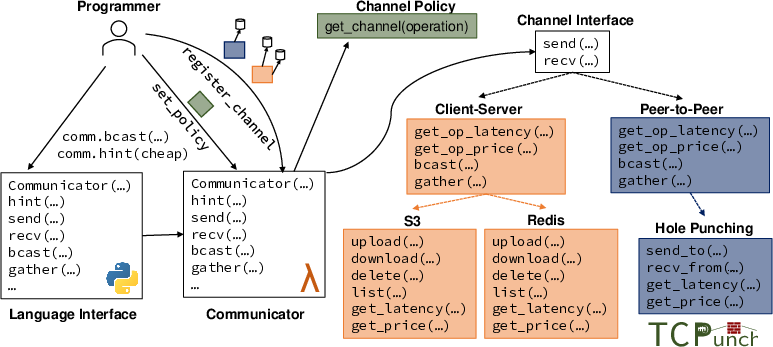 Programmer
register_channel
set_policy
comm.bcast(…)
comm.hint(cheap)
Communicator(…)
hint(…)
send(…)
recv(…)
bcast(…)
gather(…)
…
Language Interface
Communicator(…)
hint(…)
send(…)
recv(…)
bcast(…)
gather(…)
…
λ
Communicator
Channel Policy
get_channel(operation)
Channel Interface
send(…)
recv(…)
Client-Server
get_op_latency(…)
get_op_price(…)
bcast(…)
gather(…)
Peer-to-Peer
get_op_latency(…)
get_op_price(…)
bcast(…)
gather(…)
S3
upload(…)
download(…)
delete(…)
list(…)
get_latency(…)
get_price(…)
Redis
upload(…)
download(…)
delete(…)
list(…)
get_latency(…)
get_price(…)
Hole Punching
send_to(…)
recv_from(…)
get_latency(…)
get_price(…)
TCPunch